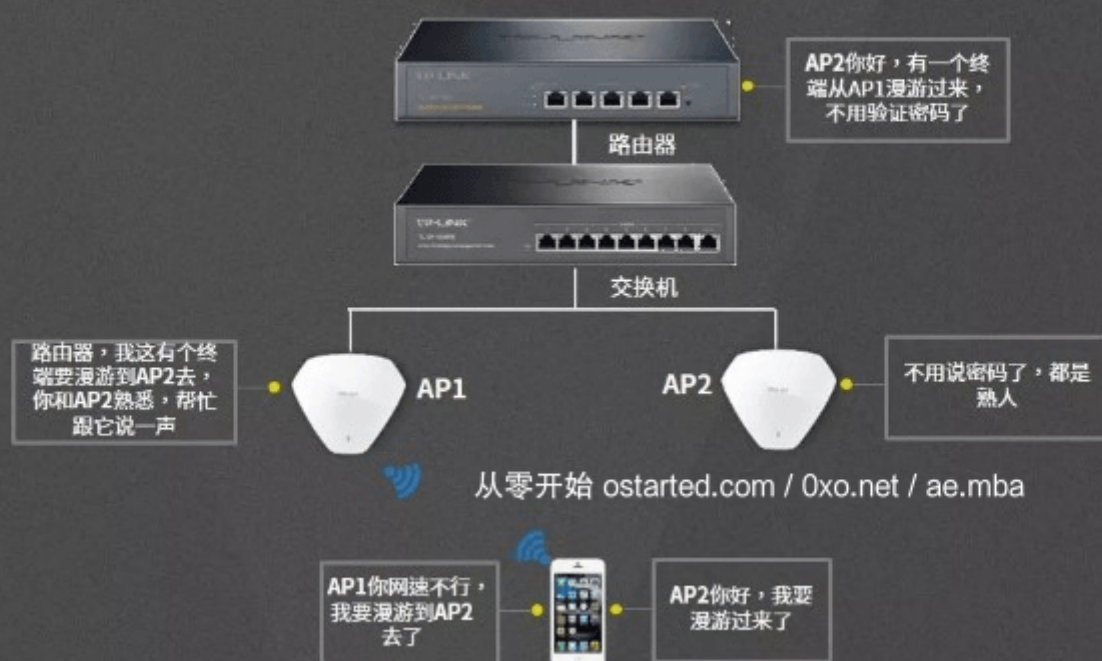 TP-LINK
AP2你好，有一个终
端从AP1漫游过来，
不用验证密码了
路由器
TP-LINK
交换机
路由器，我这有个终
端要漫游到AP2去，
你和AP2熟悉，帮忙
跟它说一声
AP1
AP2
不用说密码了，都是
熟人
从零开始 ostarted.com / 0xo.net / ae.mba
AP1你网速不行，
我要漫游到AP2
去了
AP2你好，我要
漫游过来了